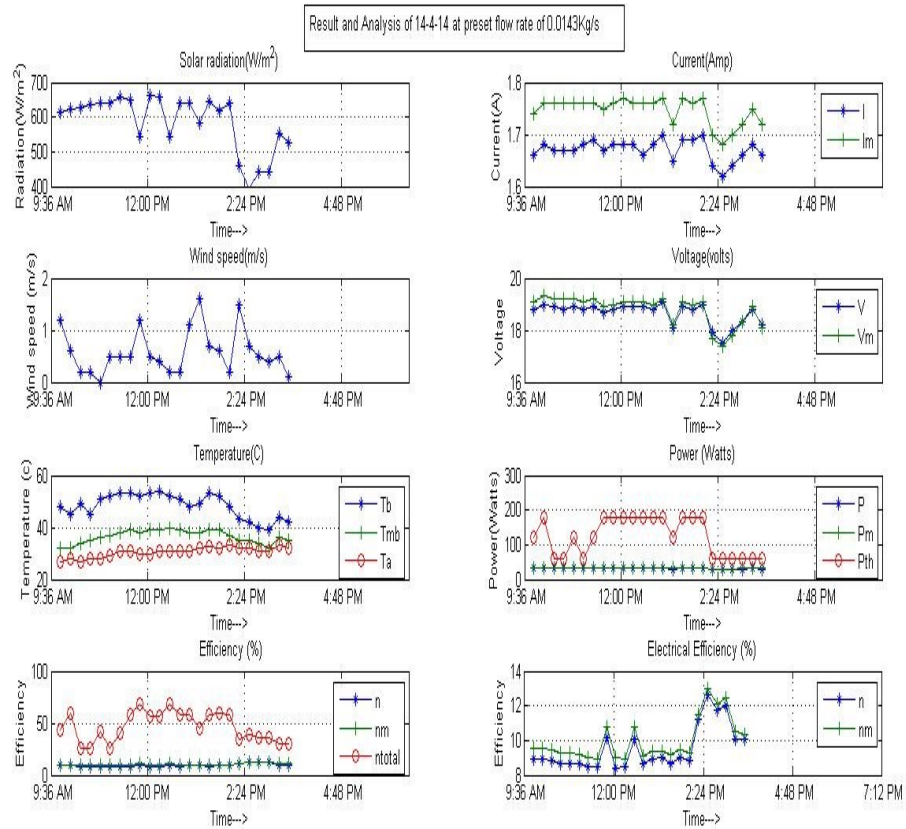 Result and Analysis of 14-4-14 at preset flow rate of 0.0143Kg/s
Solar radiation(W/m²)
Radiation(W/m²)
700
600
500
400
9:36 AM 12:00 PM 2:24 PM 4:48 PM
Time--->
Current(Amp)
Current(A)
1.8
1.7
1.6
I
Im
9:36 AM 12:00 PM 2:24 PM 4:48 PM
Time--->
Wind speed(m/s)
Wind speed (m/s)
2
1
0
9:36 AM 12:00 PM 2:24 PM 4:48 PM
Time--->
Voltage(volts)
Voltage
20
18
16
V
Vm
9:36 AM 12:00 PM 2:24 PM 4:48 PM
Time--->
Temperature(C)
Temperature (c)
60
40
20
Tb
Tmb
Ta
9:36 AM 12:00 PM 2:24 PM 4:48 PM
Time--->
Power (Watts)
Power(Watts)
300
200
100
0
P
Pm
Pth
9:36 AM 12:00 PM 2:24 PM 4:48 PM
Time--->
Efficiency (%)
Efficiency
100
50
0
n
nm
ntotal
9:36 AM 12:00 PM 2:24 PM 4:48 PM
Time--->
Electrical Efficiency (%)
Efficiency
14
12
10
8
n
nm
9:36 AM 12:00 PM 2:24 PM 4:48 PM 7:12 PM
Time--->